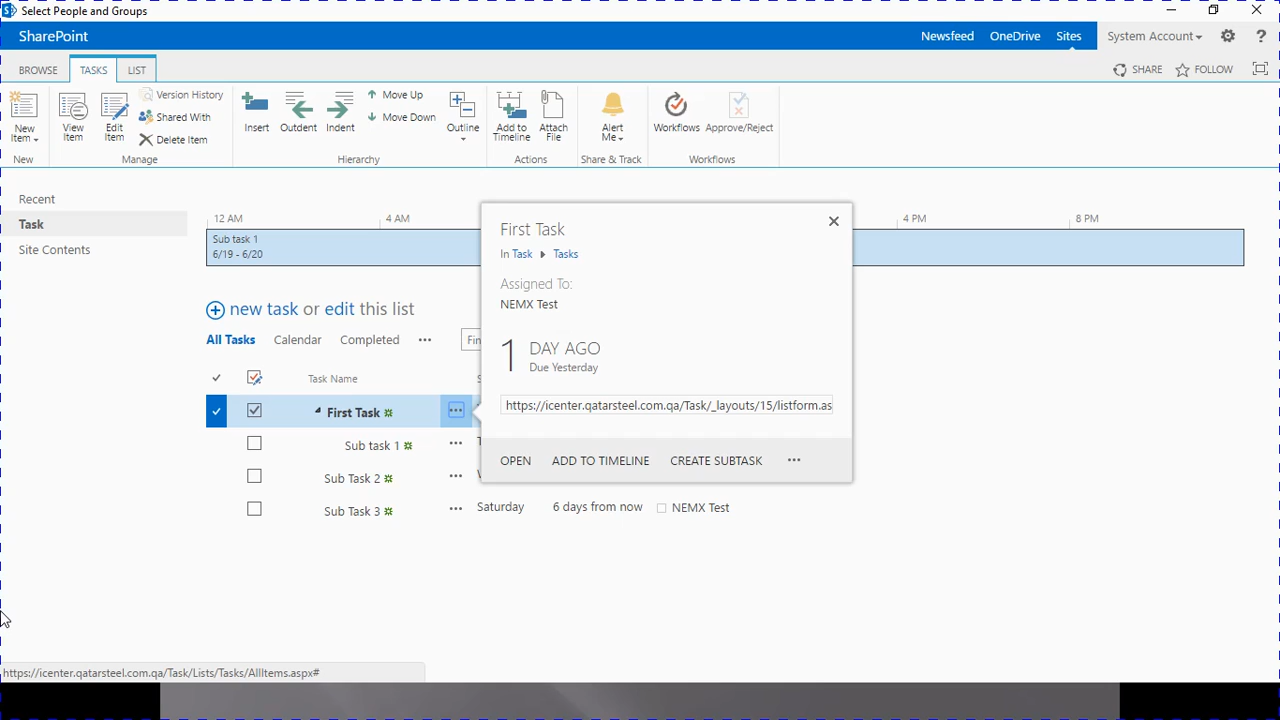 Select People and Groups
SharePoint
Newsfeed OneDrive Sites System Account ?
BROWSE TASKS LIST
SHARE FOLLOW
New Item
View Item
Edit Item
Version History
Shared With
Delete Item
Insert
Outdent
Indent
Move Up
Move Down
Outline
Add to Timeline
Attach File
Alert Me
Workflows
Approve/Reject
New Manage Hierarchy Actions Share & Track Workflows
Recent
Task
Site Contents
12 AM 4 AM 4 PM 8 PM
Sub task 1
6/19 - 6/20
new task or edit this list
All Tasks Calendar Completed ••• Fin
Task Name
First Task
Sub task 1
Sub Task 2
Sub Task 3 ••• Saturday 6 days from now NEMX Test
First Task
In Task Tasks
Assigned To:
NEMX Test
1 DAY AGO
Due Yesterday
https://icenter.qatarsteel.com.qa/Task/_layouts/15/listform.as
OPEN ADD TO TIMELINE CREATE SUBTASK •••
https://icenter.qatarsteel.com.qa/Task/Lists/Tasks/AllItems.aspx#